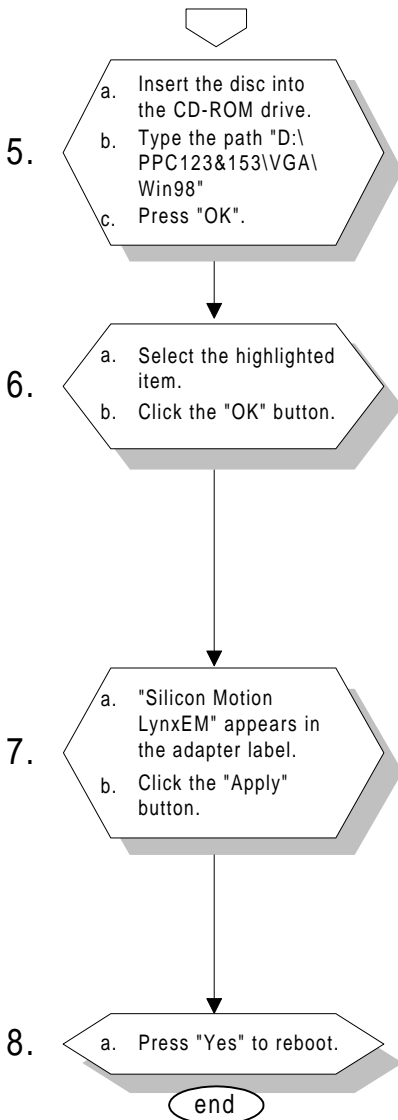 5.
a. Insert the disc into
the CD-ROM drive.
b. Type the path "D:\
PPC123&153\VGA\
Win98"
c. Press "OK".
6.
a. Select the highlighted
item.
b. Click the "OK" button.
7.
a. "Silicon Motion
LynxEM" appears in
the adapter label.
b. Click the "Apply"
button.
8.
a. Press "Yes" to reboot.
end